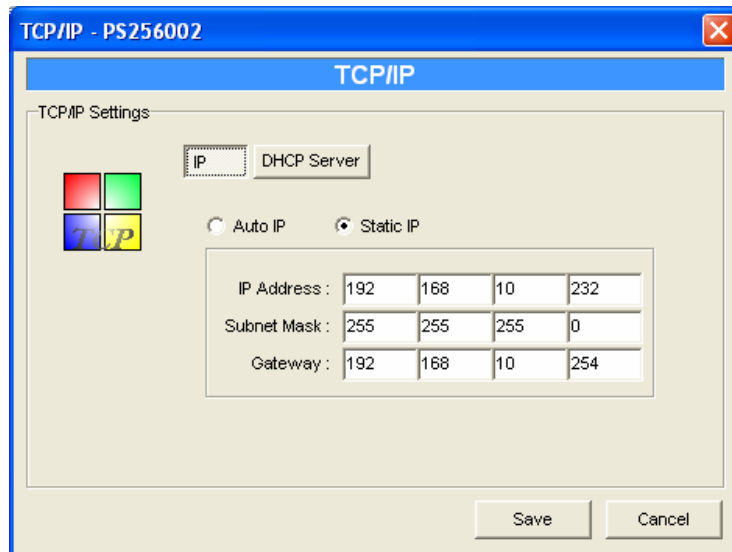 TCP/IP - PS256002
TCP/IP
TCP/IP Settings
IP DHCP Server
TCP
Auto IP Static IP
IP Address : 192 168 10 232
Subnet Mask : 255 255 255 0
Gateway : 192 168 10 254
Save Cancel